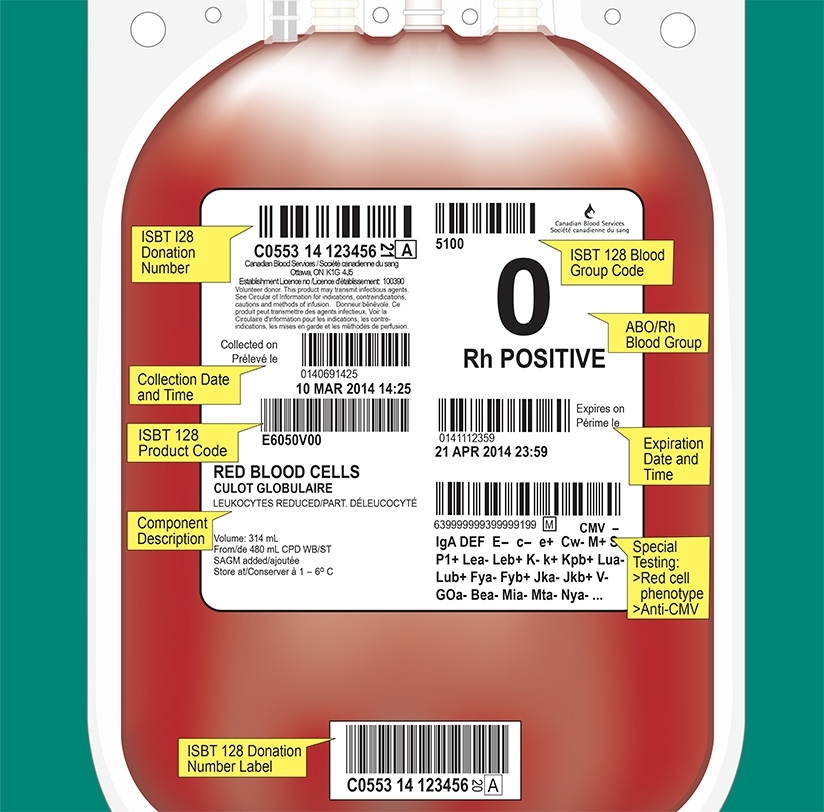 ISBT I28
Donation
Number
C0553 14 123456 21 A
Canadian Blood Services / Société canadienne du sang
Ottawa, ON K1G 4J5
Establishment Licence no /Licence d'établissement: 100390
Volunteer donor. This product may transmit infectious agents.
See Circular of Information for indications, contraindications,
cautions and methods of infusion. Donneur bénévole. Ce
produit peut transmettre des agents infectieux. Voir la
Circulaire d'information pour les indications, les contre-
indications, les mises en garde et les méthodes de perfusion.
Collected on
Prélevé le
0140691425
10 MAR 2014 14:25
Collection Date
and Time
E6050V00
ISBT 128
Product Code
RED BLOOD CELLS
CULOT GLOBULAIRE
LEUKOCYTES REDUCED/PART. DÉLEUCOCYTÉ
Component
Description
Volume: 314 mL
From/de 480 mL CPD WB/ST
SAGM added/ajoutée
Store at/Conserver à 1 – 6º C
5100
Canadian Blood Services
Société canadienne du sang
ISBT 128 Blood
Group Code
O
Rh POSITIVE
ABO/Rh
Blood Group
Expires on
Périme le
0141112359
21 APR 2014 23:59
Expiration
Date and
Time
639999999399999199 M
CMV –
IgA DEF E– c– e+ Cw- M+ S
P1+ Lea- Leb+ K- k+ Kpb+ Lua-
Lub+ Fya- Fyb+ Jka- Jkb+ V-
GOa- Bea- Mia- Mta- Nya- ...
Special
Testing:
>Red cell
phenotype
>Anti-CMV
ISBT 128 Donation
Number Label
C0553 14 123456 20 A